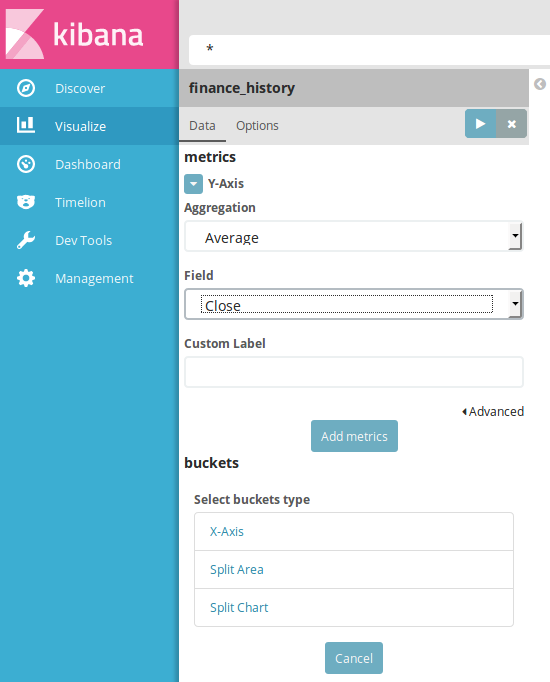 kibana
Discover
Visualize
Dashboard
Timelion
Dev Tools
Management
*
finance_history
Data Options
metrics
Y-Axis
Aggregation
Average
Field
Close
Custom Label
Advanced
Add metrics
buckets
Select buckets type
X-Axis
Split Area
Split Chart
Cancel